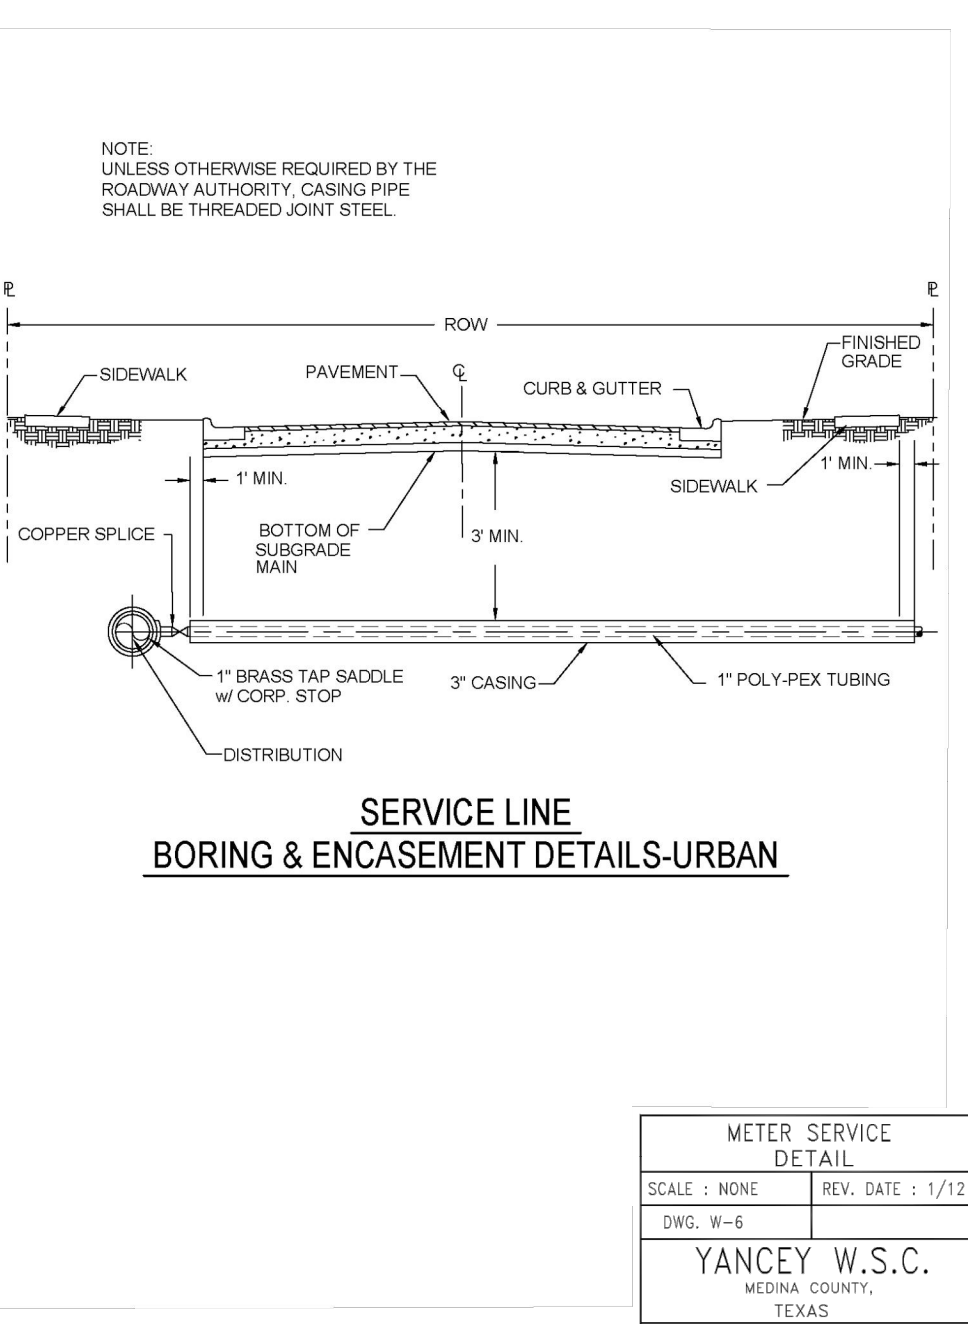 NOTE:
UNLESS OTHERWISE REQUIRED BY THE
ROADWAY AUTHORITY, CASING PIPE
SHALL BE THREADED JOINT STEEL.
PL
PL
ROW
FINISHED
GRADE
SIDEWALK
PAVEMENT
CL
CURB & GUTTER
1' MIN.
1' MIN.
SIDEWALK
COPPER SPLICE
BOTTOM OF
SUBGRADE
MAIN
3' MIN.
1" BRASS TAP SADDLE
w/ CORP. STOP
3" CASING
1" POLY-PEX TUBING
DISTRIBUTION
SERVICE LINE
BORING & ENCASEMENT DETAILS-URBAN
METER SERVICE
DETAIL
SCALE : NONE
REV. DATE : 1/12
DWG. W-6
YANCEY W.S.C.
MEDINA COUNTY,
TEXAS